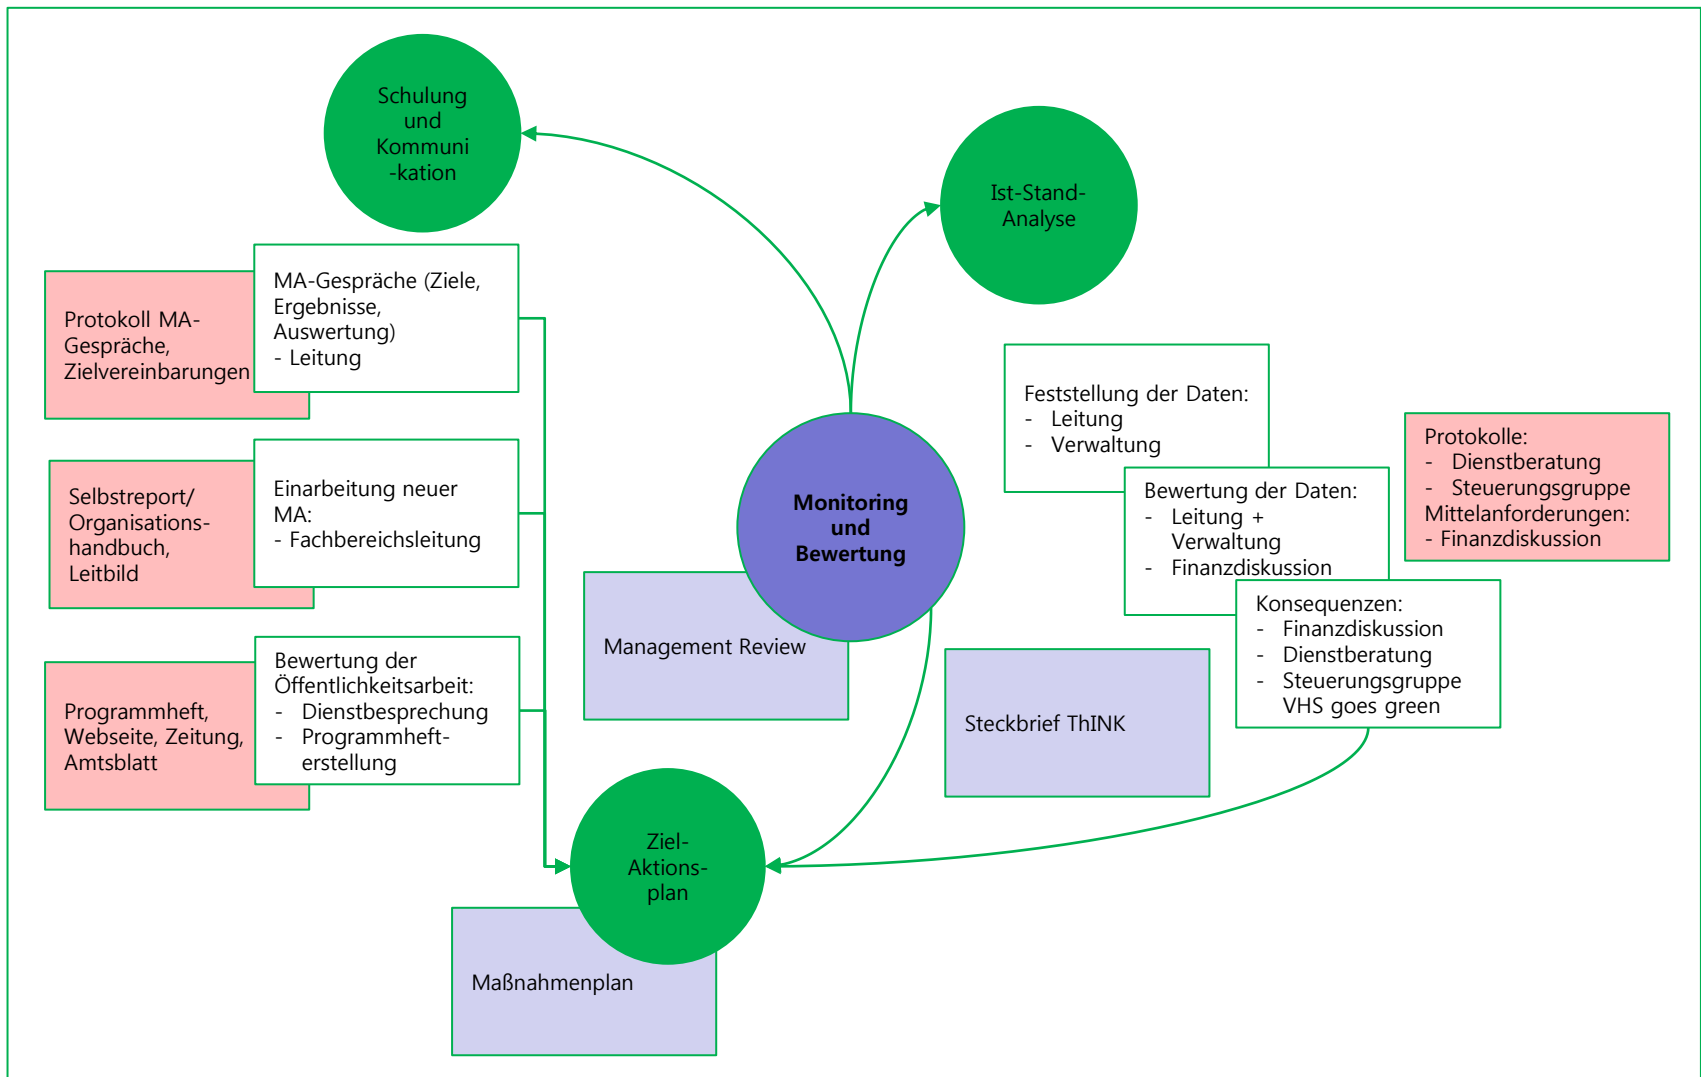 Schulung
und
Kommuni
-kation
Ist-Stand-
Analyse
Protokoll MA-
Gespräche,
Zielvereinbarungen
MA-Gespräche (Ziele,
Ergebnisse,
Auswertung)
- Leitung
Selbstreport/
Organisations-
handbuch,
Leitbild
Einarbeitung neuer
MA:
- Fachbereichsleitung
Programmheft,
Webseite, Zeitung,
Amtsblatt
Bewertung der
Öffentlichkeitsarbeit:
- Dienstbesprechung
- Programmheft-
erstellung
Monitoring
und
Bewertung
Management Review
Feststellung der Daten:
- Leitung
- Verwaltung
Bewertung der Daten:
- Leitung +
Verwaltung
- Finanzdiskussion
Konsequenzen:
- Finanzdiskussion
- Dienstberatung
- Steuerungsgruppe
VHS goes green
Protokolle:
- Dienstberatung
- Steuerungsgruppe
Mittelanforderungen:
- Finanzdiskussion
Steckbrief ThINK
Ziel-
Aktions-
plan
Maßnahmenplan